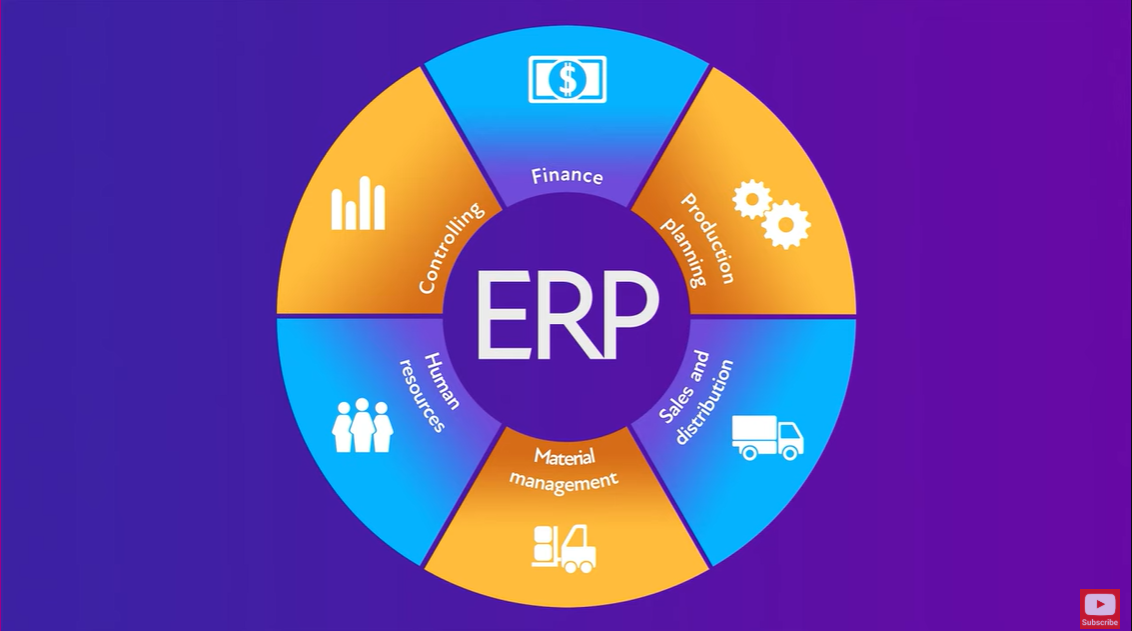 $
Finance
Production
planning
Sales and
distribution
Material
management
Human
resources
Controlling
ERP
Subscribe